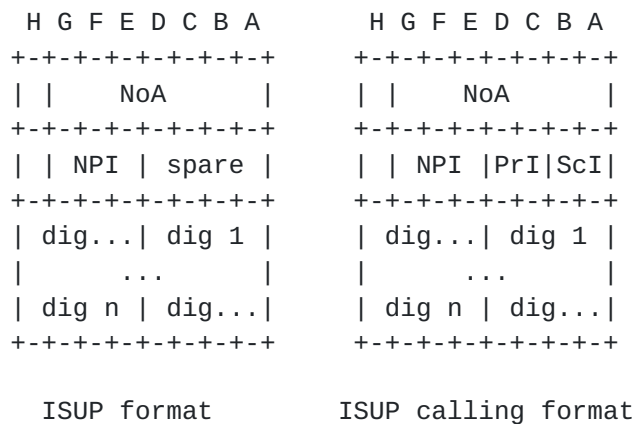 H G F E D C B A       H G F E D C B A
+-+-+-+-+-+-+-+-+     +-+-+-+-+-+-+-+-+
| |    NoA      |     | |    NoA      |
+-+-+-+-+-+-+-+-+     +-+-+-+-+-+-+-+-+
| | NPI | spare |     | | NPI |PrI|ScI|
+-+-+-+-+-+-+-+-+     +-+-+-+-+-+-+-+-+
| dig...| dig 1 |     | dig...| dig 1 |
|      ...      |     |      ...      |
| dig n | dig...|     | dig n | dig...|
+-+-+-+-+-+-+-+-+     +-+-+-+-+-+-+-+-+

  ISUP format        ISUP calling format